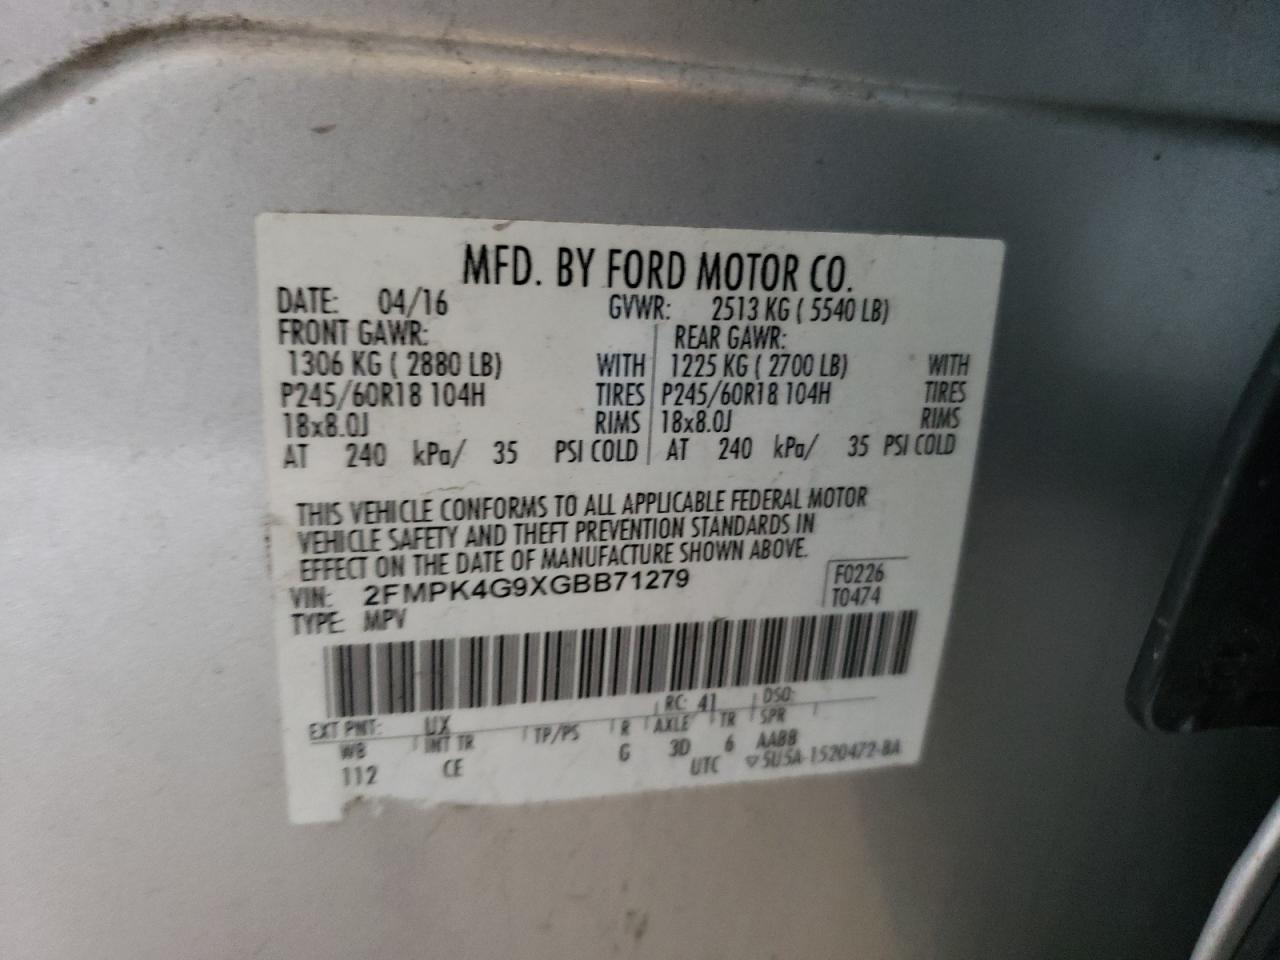 MFD. BY FORD MOTOR CO.
DATE: 04/16 GVWR: 2513 KG ( 5540 LB)
FRONT GAWR: REAR GAWR:
1306 KG ( 2880 LB) WITH 1225 KG ( 2700 LB) WITH
P245/60R18 104H TIRES P245/60R18 104H TIRES
18x8.0J RIMS 18x8.0J RIMS
AT 240 kPa/ 35 PSI COLD AT 240 kPa/ 35 PSI COLD
THIS VEHICLE CONFORMS TO ALL APPLICABLE FEDERAL MOTOR
VEHICLE SAFETY AND THEFT PREVENTION STANDARDS IN
EFFECT ON THE DATE OF MANUFACTURE SHOWN ABOVE.
VIN: 2FMPK4G9XGBB71279 F0226
TYPE: MPV T0474
EXT PNT: UX RC: 41 DSO:
WB INT TR TP/PS R AXLE TR SPR
112 CE G 3D 6 AABB
UTC ▽5U5A-1520472-BA